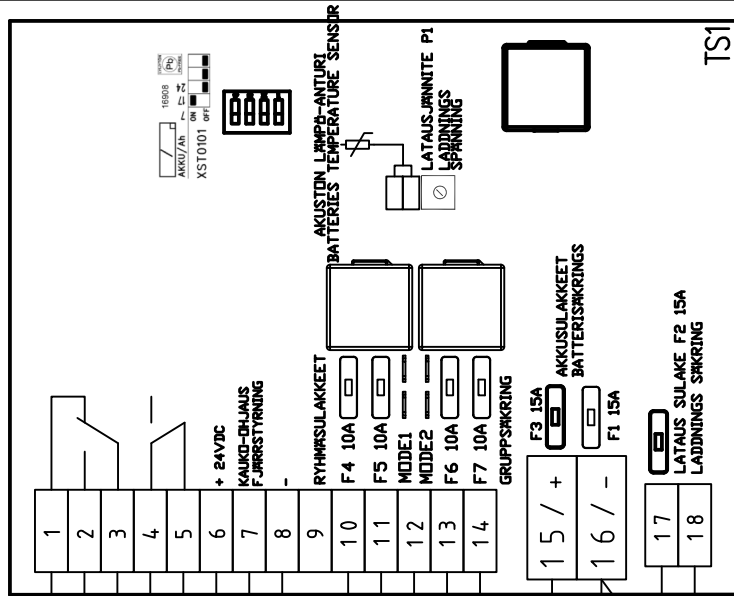 TS1
16908
Pb
AKKU/Ah 7 17 24
ON
OFF
XST0101
AKUSTON LÄMPÖ-ANTURI
BATTERIES TEMPERATURE SENSOR
LATAUSJÄNNITE P1
LADDNINGS
SPÄNNING
1
2
3
4
5
6
7
8
9
10
11
12
13
14
+ 24VDC
KAUKO-OHJAUS
FJÄRRSTYRNING
-
RYHMÄSULAKKEET
F4 10A
F5 10A
MODE1
MODE2
F6 10A
F7 10A
GRUPPSÄKRING
15/+
16/-
F3 15A
AKKUSULAKKEET
BATTERISÄKRINGS
F1 15A
17
18
LATAUS SULAKE F2 15A
LADDNINGS SÄKRING